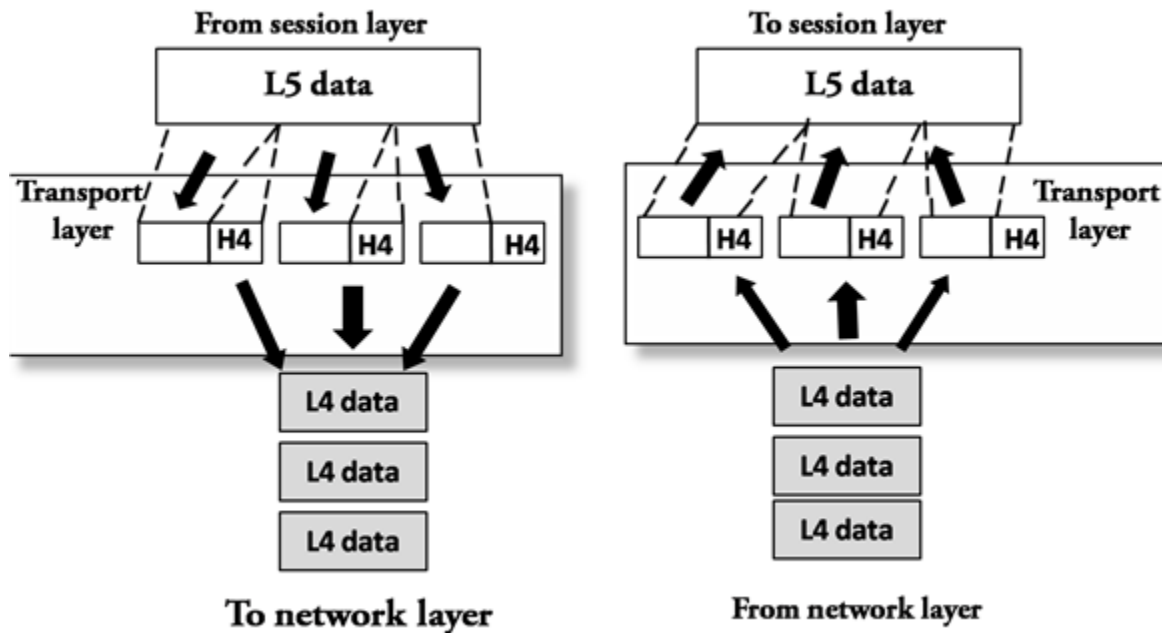 From session layer
L5 data
Transport
layer
H4
H4
H4
L4 data
L4 data
L4 data
To network layer
To session layer
L5 data
Transport
layer
H4
H4
H4
L4 data
L4 data
L4 data
From network layer